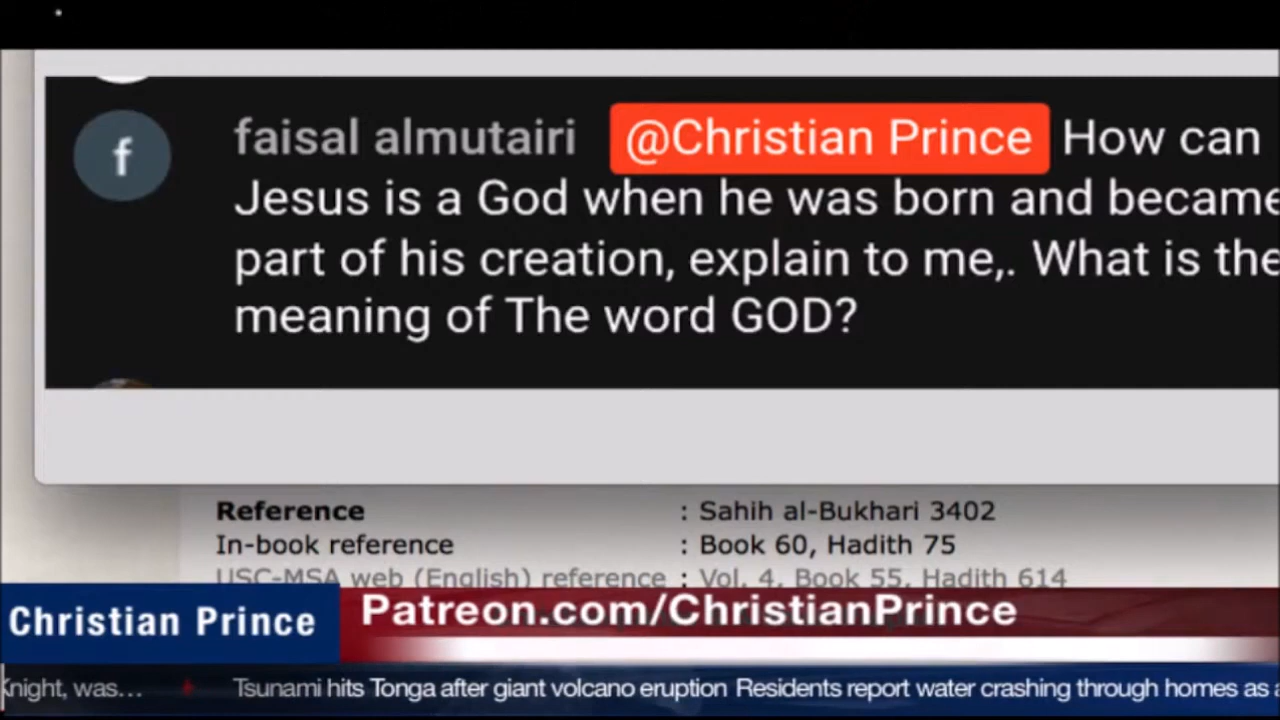 faisal almutairi @Christian Prince How can
Jesus is a God when he was born and became
part of his creation, explain to me,. What is the
meaning of The word GOD?
Reference : Sahih al-Bukhari 3402
In-book reference : Book 60, Hadith 75
USC-MSA web (English) reference : Vol. 4, Book 55, Hadith 614
Christian Prince Patreon.com/ChristianPrince
Knight, was... Tsunami hits Tonga after giant volcano eruption Residents report water crashing through homes as a